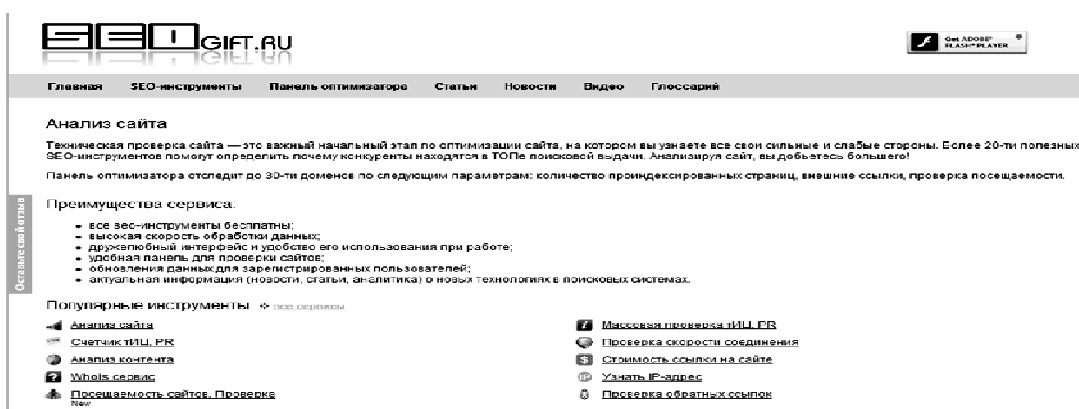 SEOGIFT.RU
Get ADOBE® FLASH® PLAYER
Главная SEO-инструменты Панель оптимизатора Статьи Новости Видео Глоссарий
Анализ сайта
Техническая проверка сайта — это важный начальный этап по оптимизации сайта, на котором вы узнаете все свои сильные и слабые стороны. Более 20-ти полезных
SEO-инструментов помогут определить почему конкуренты находятся в ТОПе поисковой выдачи. Анализируя сайт, вы добьетесь большего!
Панель оптимизатора отследит до 30-ти доменов по следующим параметрам: количество проиндексированных страниц, внешние ссылки, проверка посещаемости.
Оставьте свой отзыв
Преимущества сервиса:
все seo-инструменты бесплатны;
высокая скорость обработки данных;
дружелюбный интерфейс и удобство его использования при работе;
удобная панель для проверки сайтов;
обновления данных для зарегистрированных пользователей;
актуальная информация (новости, статьи, аналитика) о новых технологиях в поисковых системах.
Популярные инструменты все сервисы
Анализ сайта
Счетчик тИЦ, PR
Анализ контента
Whois сервис
Посещаемость сайтов. Проверка
New
Массовая проверка тИЦ, PR
Проверка скорости соединения
Стоимость ссылки на сайте
IP Узнать IP-адрес
Проверка обратных ссылок